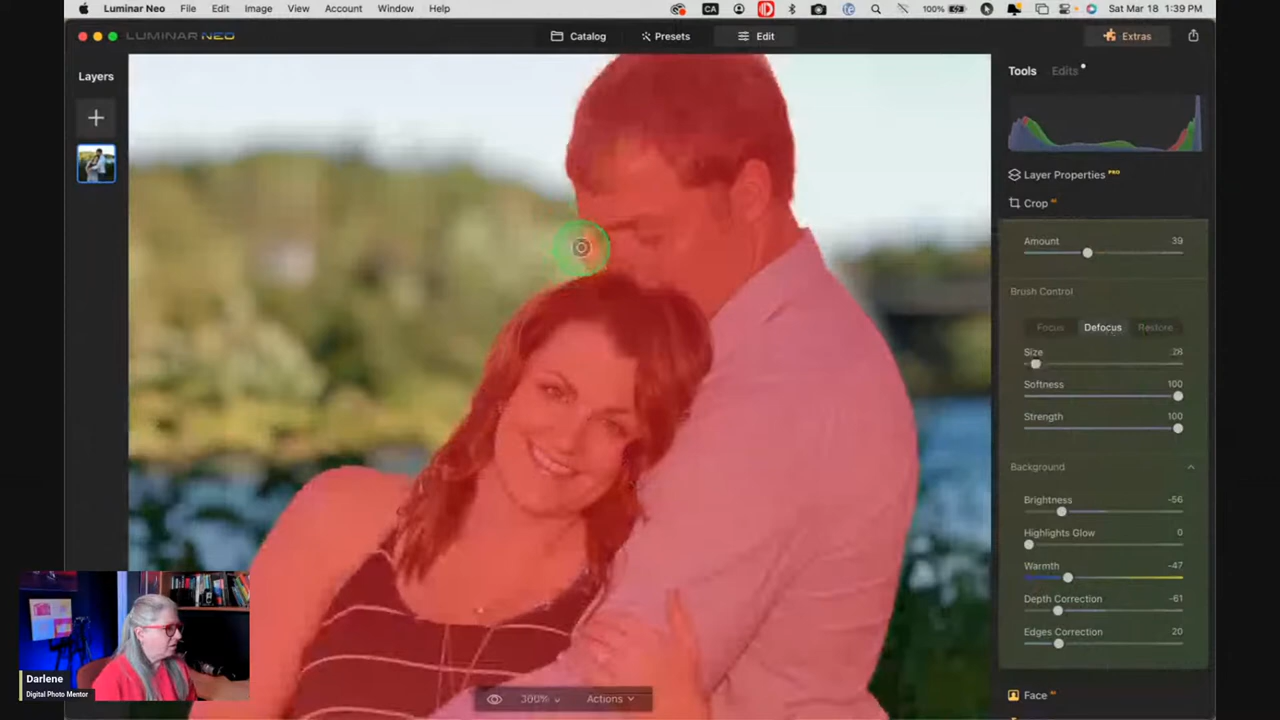 Luminar Neo File Edit Image View Account Window Help CA 100% Sat Mar 18 1:39 PM
LUMINAR NEO Catalog Presets Edit Extras
Layers
Tools Edits
Layer Properties PRO
Crop
Amount 39
Brush Control
Focus Defocus Restore
Size 28
Softness 100
Strength 100
Background
Brightness -56
Highlights Glow 0
Warmth -47
Depth Correction -61
Edges Correction 20
Face
300% Actions
Darlene
Digital Photo Mentor